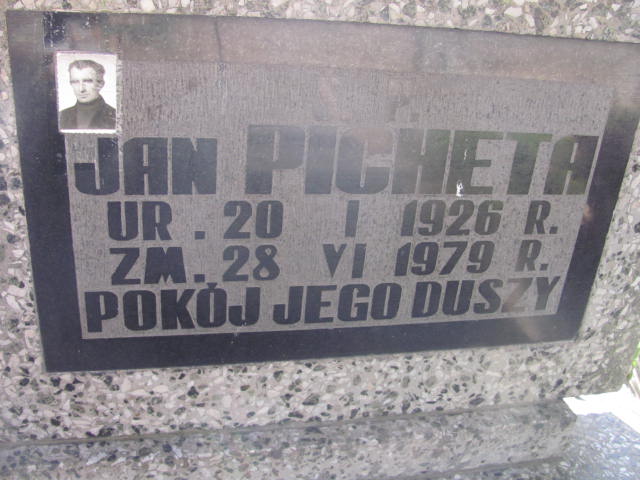 JAN PICHETA
UR. 20 I 1926 R.
ZM. 28 VI 1979 R.
POKÓJ JEGO DUSZY